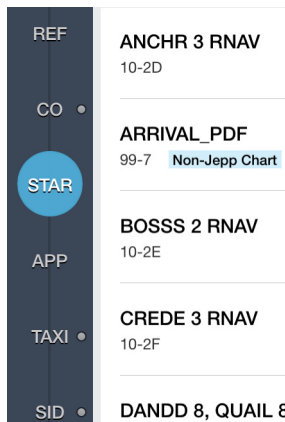 REF
CO
STAR
APP
TAXI
SID
ANCHR 3 RNAV
10-2D
ARRIVAL_PDF
99-7 Non-Jepp Chart
BOSSS 2 RNAV
10-2E
CREDE 3 RNAV
10-2F
DANDD 8, QUAIL 8